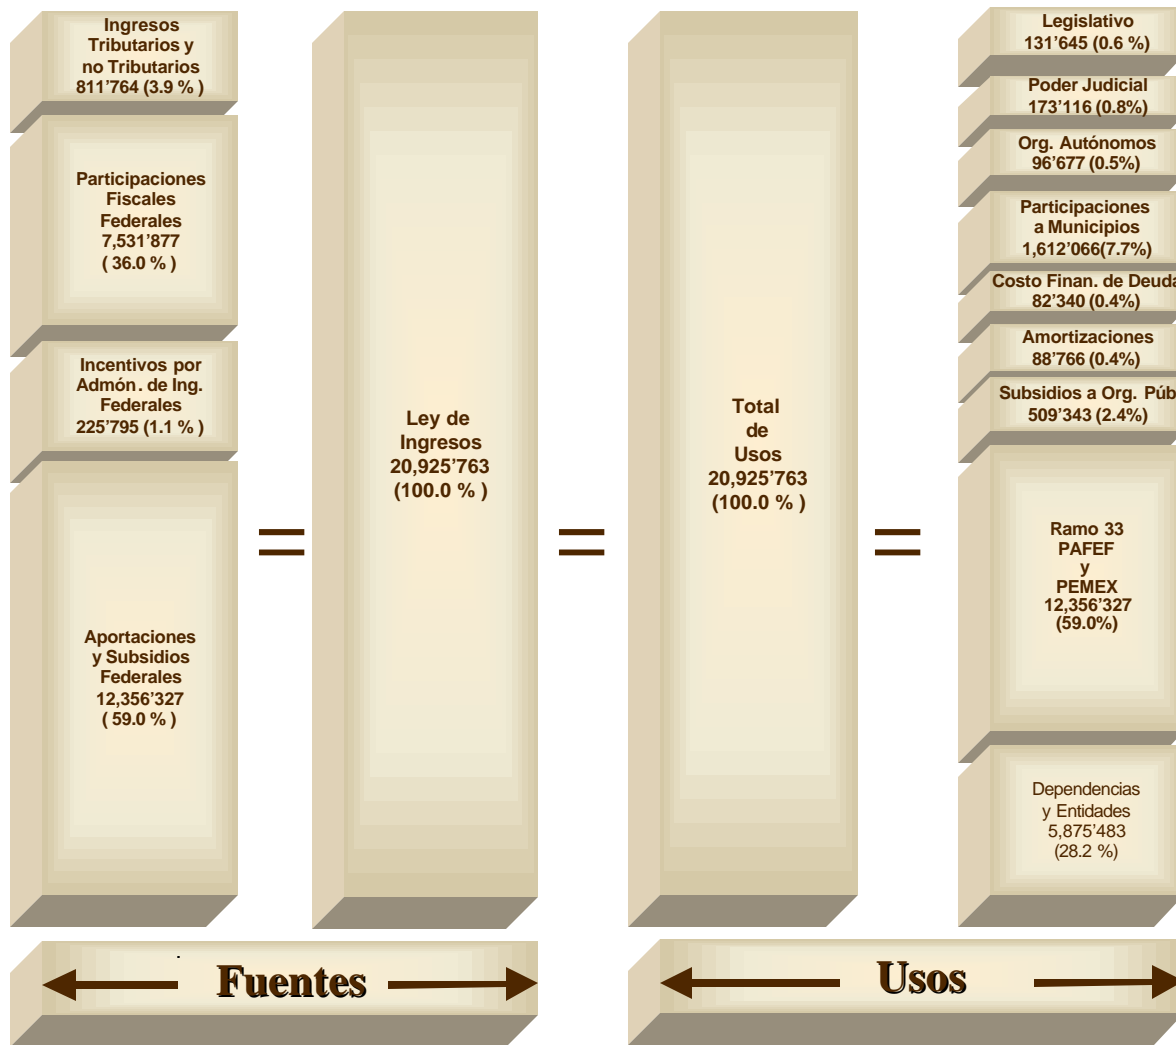 Ingresos
Tributarios y
no Tributarios
811’764 (3.9 % )
Participaciones
Fiscales
Federales
7,531’877
( 36.0 % )
Incentivos por
Admón. de Ing.
Federales
225’795 (1.1 % )
Aportaciones
y Subsidios
Federales
12,356’327
( 59.0 % )
=
Ley de
Ingresos
20,925’763
(100.0 % )
=
Total
de
Usos
20,925’763
(100.0 % )
=
Legislativo
131’645 (0.6 %)
Poder Judicial
173’116 (0.8%)
Org. Autónomos
96’677 (0.5%)
Participaciones
a Municipios
1,612’066(7.7%)
Costo Finan. de Deuda
82’340 (0.4%)
Amortizaciones
88’766 (0.4%)
Subsidios a Org. Púb
509’343 (2.4%)
Ramo 33
PAFEF
y
PEMEX
12,356’327
(59.0%)
Dependencias
y Entidades
5,875’483
(28.2 %)
Fuentes
Usos